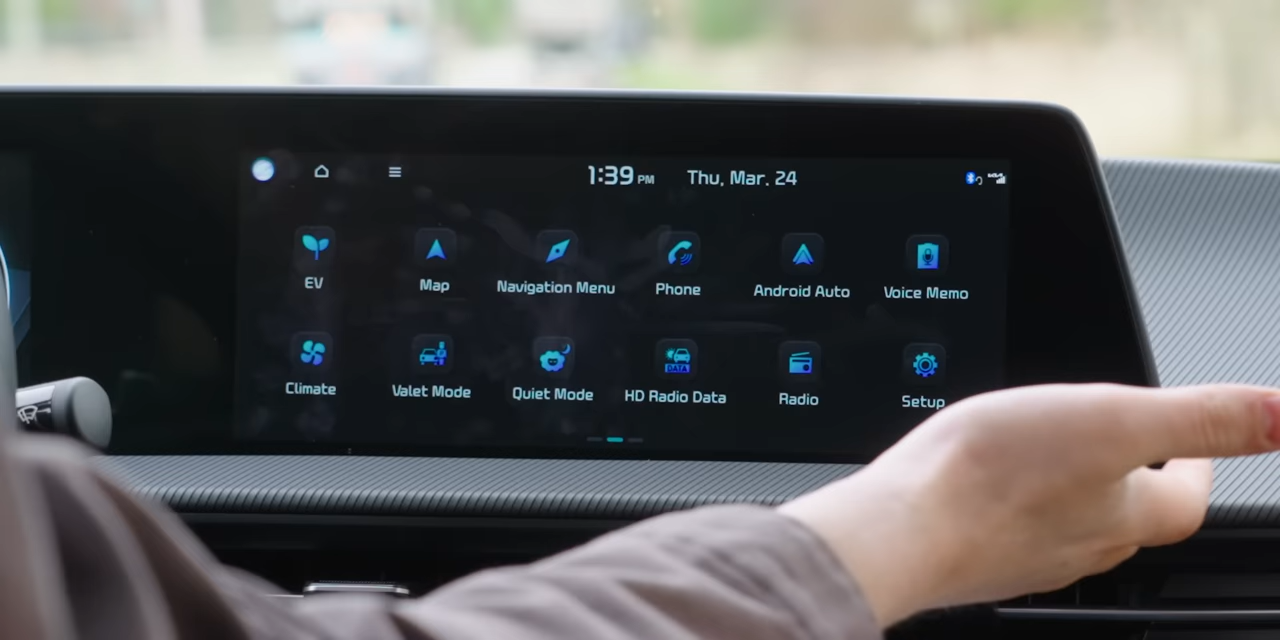 1:39 PM Thu, Mar. 24
EV Map Navigation Menu Phone Android Auto Voice Memo
DATA
Climate Valet Mode Quiet Mode HD Radio Data Radio Setup